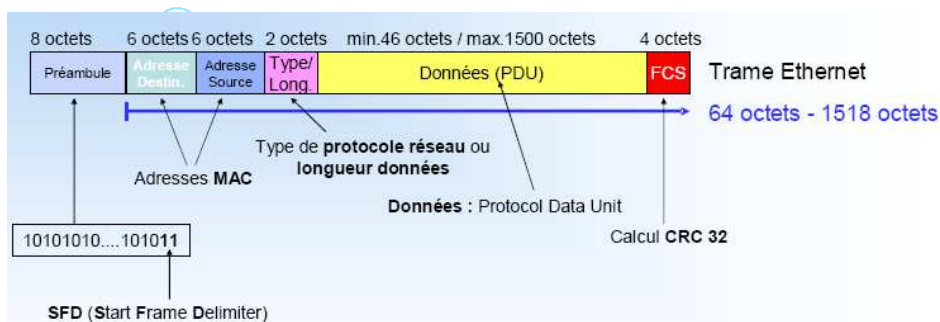 8 octets 6 octets 6 octets 2 octets min.46 octets / max.1500 octets 4 octets
Préambule
Adresse
Destin.
Adresse
Source
Type/
Long.
Données (PDU)
FCS
Trame Ethernet
64 octets - 1518 octets
Type de protocole réseau ou
longueur données
Adresses MAC
Données : Protocol Data Unit
Calcul CRC 32
10101010....101011
SFD (Start Frame Delimiter)